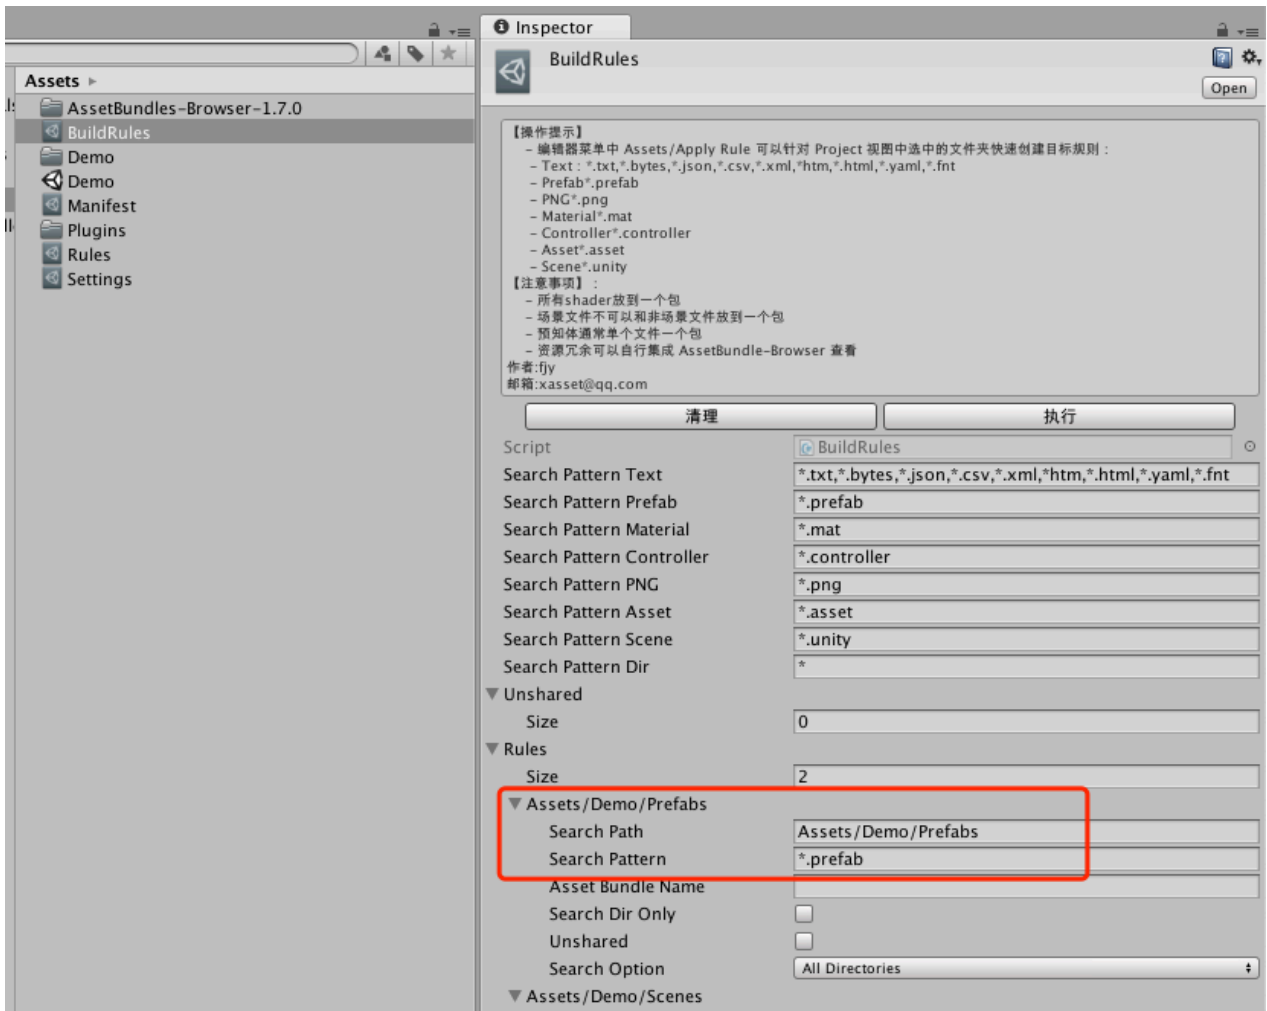 Assets
AssetBundles-Browser-1.7.0
BuildRules
Demo
Demo
Manifest
Plugins
Rules
Settings
Inspector
BuildRules
Open
【操作提示】
- 编辑器菜单中 Assets/Apply Rule 可以针对 Project 视图中选中的文件夹快速创建目标规则：
- Text : *.txt,*.bytes,*.json,*.csv,*.xml,*htm,*.html,*.yaml,*.fnt
- Prefab*.prefab
- PNG*.png
- Material*.mat
- Controller*.controller
- Asset*.asset
- Scene*.unity
【注意事项】：
- 所有shader放到一个包
- 场景文件不可以和非场景文件放到一个包
- 预知体通常单个文件一个包
- 资源冗余可以自行集成 AssetBundle-Browser 查看
作者:fjy
邮箱:xasset@qq.com
清理 执行
Script BuildRules
Search Pattern Text *.txt,*.bytes,*.json,*.csv,*.xml,*htm,*.html,*.yaml,*.fnt
Search Pattern Prefab *.prefab
Search Pattern Material *.mat
Search Pattern Controller *.controller
Search Pattern PNG *.png
Search Pattern Asset *.asset
Search Pattern Scene *.unity
Search Pattern Dir *
Unshared
Size 0
Rules
Size 2
Assets/Demo/Prefabs
Search Path Assets/Demo/Prefabs
Search Pattern *.prefab
Asset Bundle Name
Search Dir Only
Unshared
Search Option All Directories
Assets/Demo/Scenes